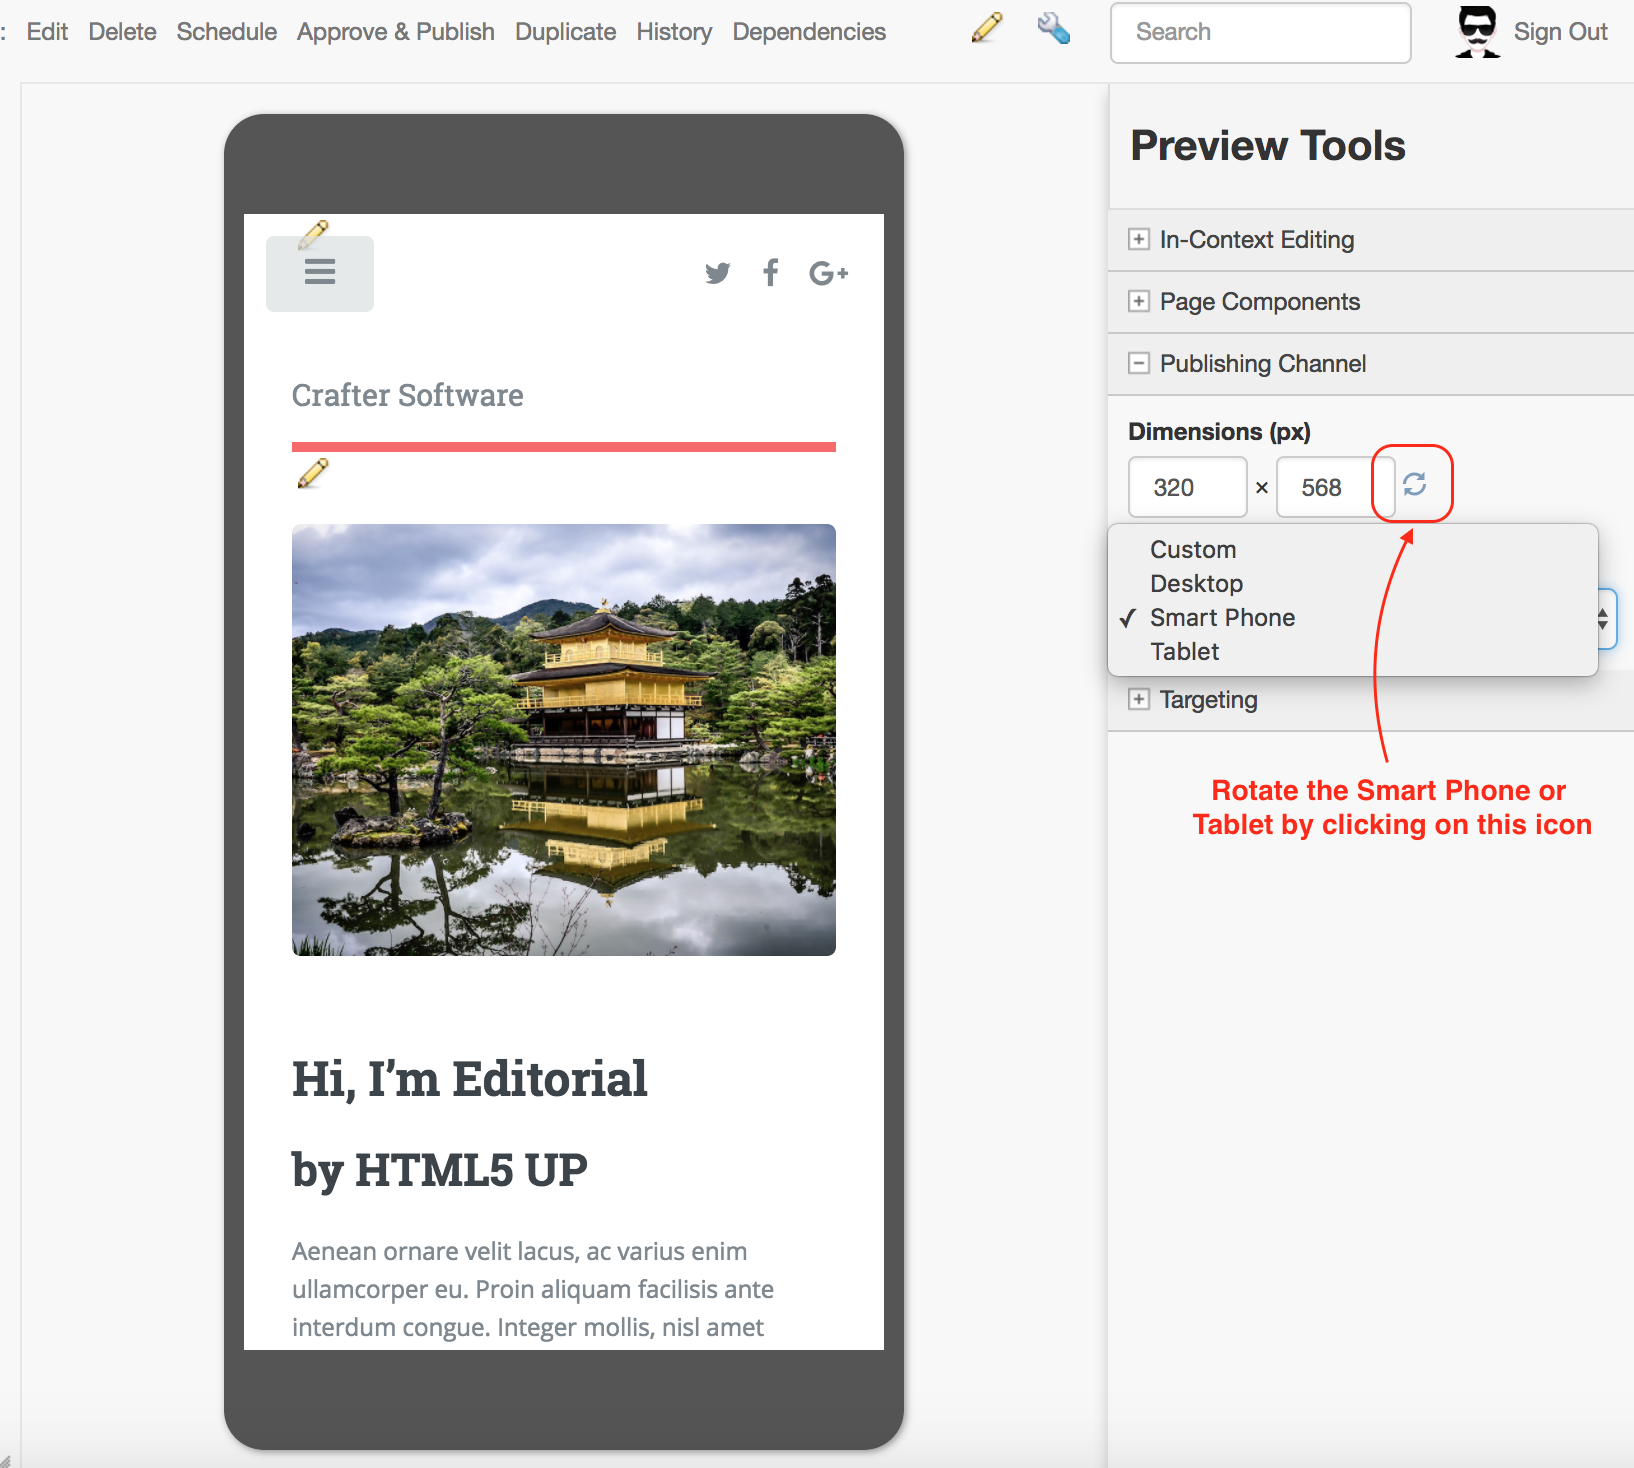 : Edit Delete Schedule Approve & Publish Duplicate History Dependencies Search Sign Out
Preview Tools
In-Context Editing
Page Components
Publishing Channel
Dimensions (px)
320 × 568
Custom
Desktop
✓ Smart Phone
Tablet
Targeting
Rotate the Smart Phone or
Tablet by clicking on this icon
G+
Crafter Software
Hi, I’m Editorial
by HTML5 UP
Aenean ornare velit lacus, ac varius enim
ullamcorper eu. Proin aliquam facilisis ante
interdum congue. Integer mollis, nisl amet